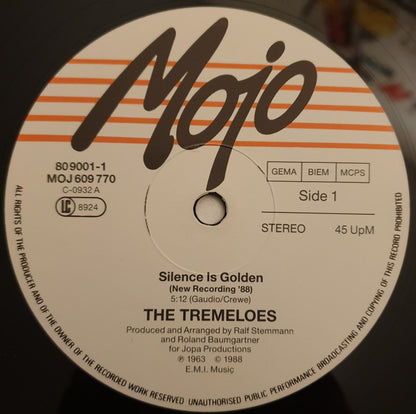 Mojo
80 9001-1
MOJ 609 770
C-0932 A
LC 8924
GEMA BIEM MCPS
Side 1
STEREO 45 UpM
Silence Is Golden
(New Recording '88)
5:12 (Gaudio/Crewe)
THE TREMELOES
Produced and Arranged by Ralf Stemmann
and Roland Baumgartner
for Jopa Productions
℗ 1963 © 1988
E.M.I. Music
ALL RIGHTS OF THE PRODUCER AND OF THE OWNER OF THE RECORDED WORK RESERVED UNAUTHORISED PUBLIC PERFORMANCE BROADCASTING AND COPYING OF THIS RECORD PROHIBITED